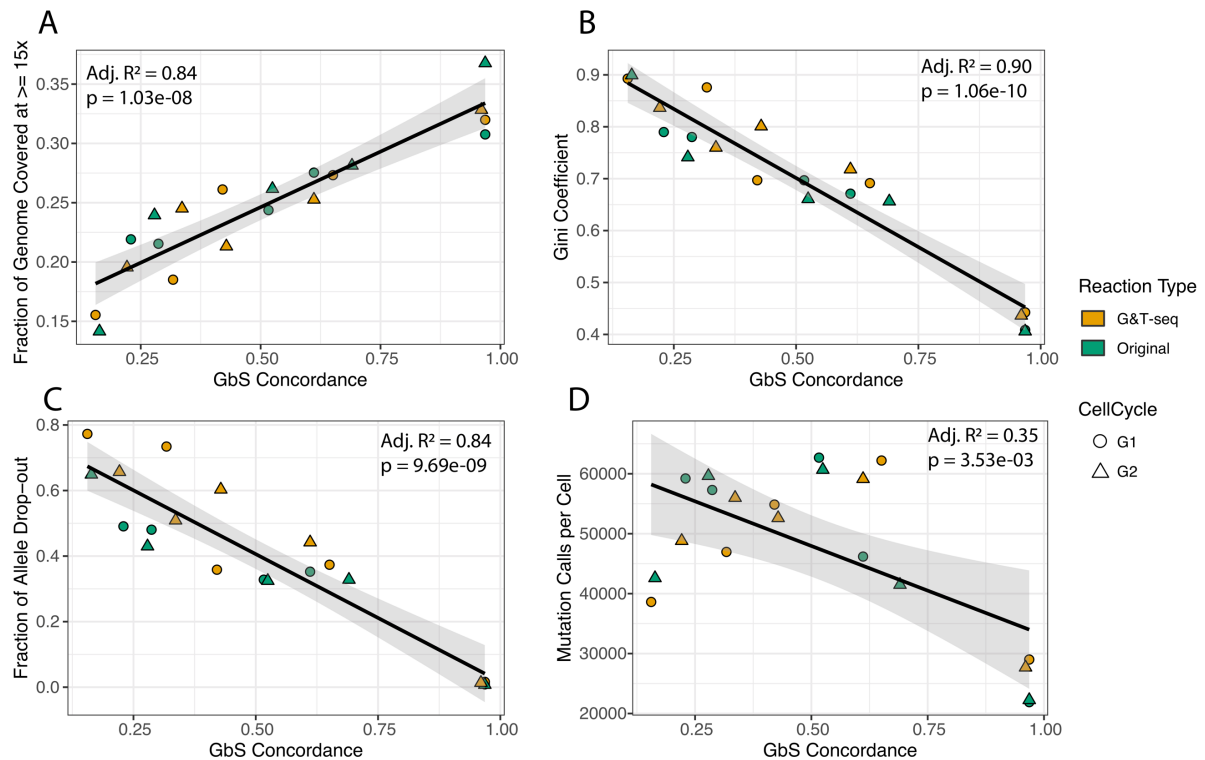 A
Fraction of Genome Covered at >= 15x
Adj. R² = 0.84
p = 1.03e-08
0.35
0.30
0.25
0.20
0.15
0.25 0.50 0.75 1.00
GbS Concordance
B
Gini Coefficient
Adj. R² = 0.90
p = 1.06e-10
0.9
0.8
0.7
0.6
0.5
0.4
0.25 0.50 0.75 1.00
GbS Concordance
C
Fraction of Allele Drop−out
Adj. R² = 0.84
p = 9.69e-09
0.8
0.6
0.4
0.2
0.0
0.25 0.50 0.75 1.00
GbS Concordance
D
Mutation Calls per Cell
Adj. R² = 0.35
p = 3.53e-03
60000
50000
40000
30000
20000
0.25 0.50 0.75 1.00
GbS Concordance
Reaction Type
G&T-seq
Original
CellCycle
G1
G2